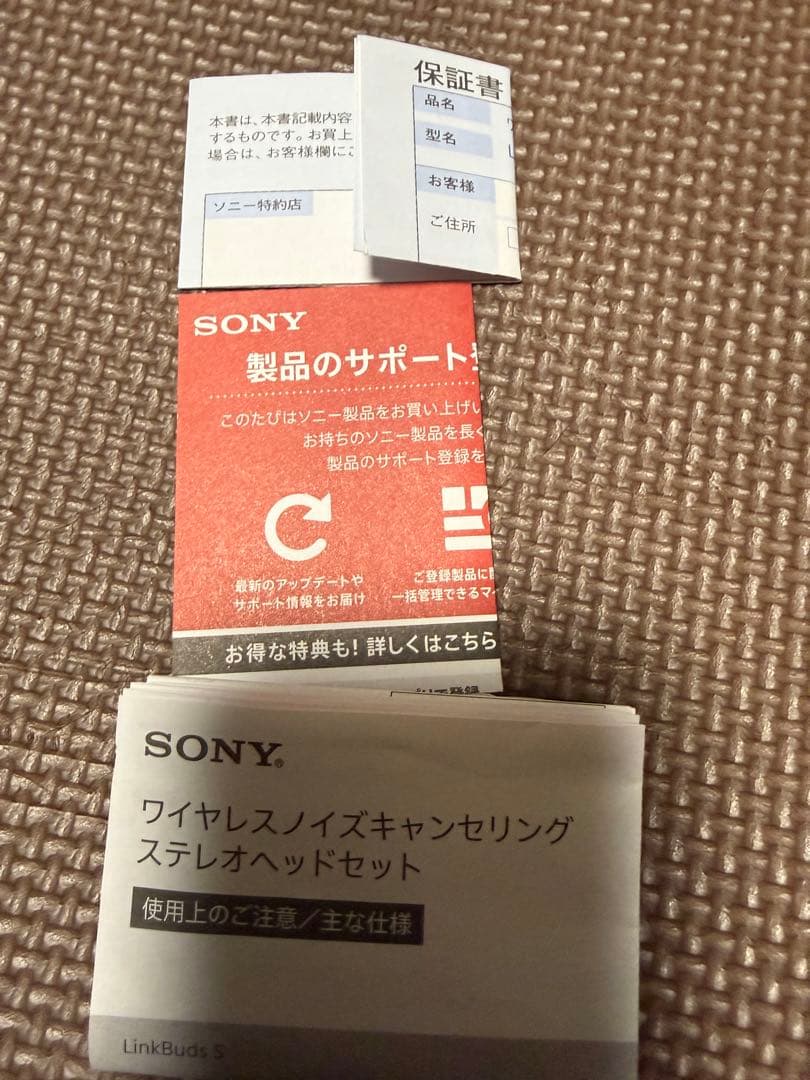 保証書
品名
型名
お客様
ご住所
本書は、本書記載内容
するものです。お買上
場合は、お客様欄に
ソニー特約店
SONY
製品のサポート
このたびはソニー製品をお買い上げ
お持ちのソニー製品を長く
製品のサポート登録を
最新のアップデートや
サポート情報をお届け
ご登録製品に
一括管理できるマイ
お得な特典も! 詳しくはこちら
SONY®
ワイヤレスノイズキャンセリング
ステレオヘッドセット
使用上のご注意/主な仕様
LinkBuds S